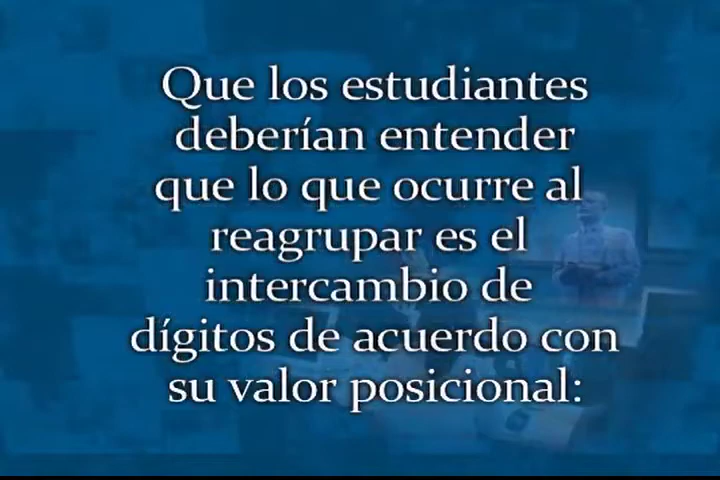 Que los estudiantes
deberían entender
que lo que ocurre al
reagrupar es el
intercambio de
dígitos de acuerdo con
su valor posicional: